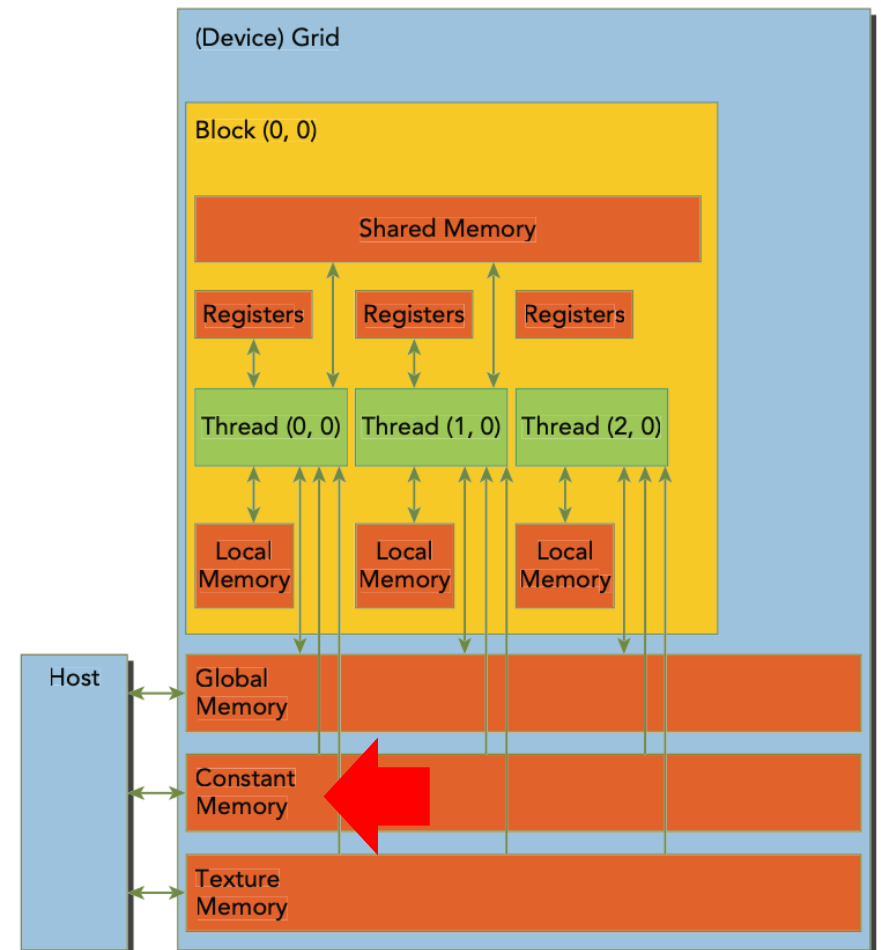 (Device) Grid
Block (0, 0)
Shared Memory
Registers
Registers
Registers
Thread (0, 0)
Thread (1, 0)
Thread (2, 0)
Local
Memory
Local
Memory
Local
Memory
Host
Global
Memory
Constant
Memory
Texture
Memory